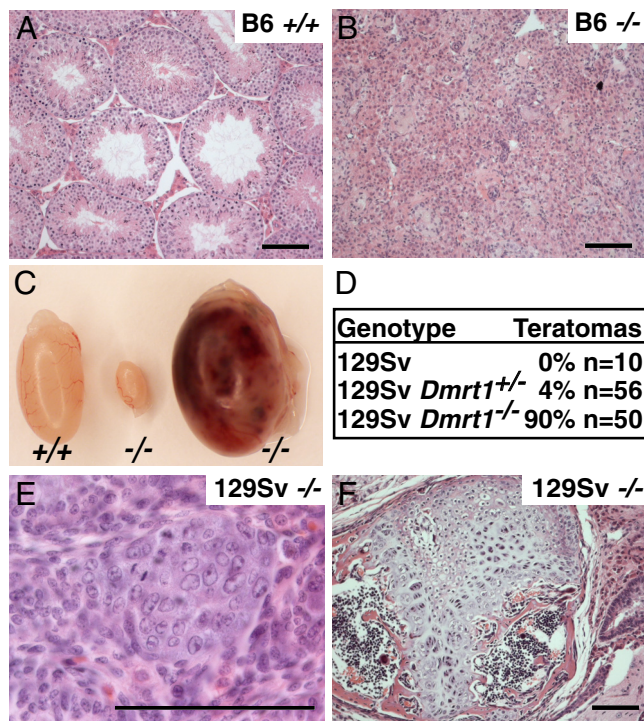 A
B6 +/+
B
B6 -/-
C
+/+
-/-
-/-
D
Genotype Teratomas
129Sv 0% n=10
129Sv Dmrt1+/- 4% n=56
129Sv Dmrt1-/- 90% n=50
E
129Sv -/-
F
129Sv -/-